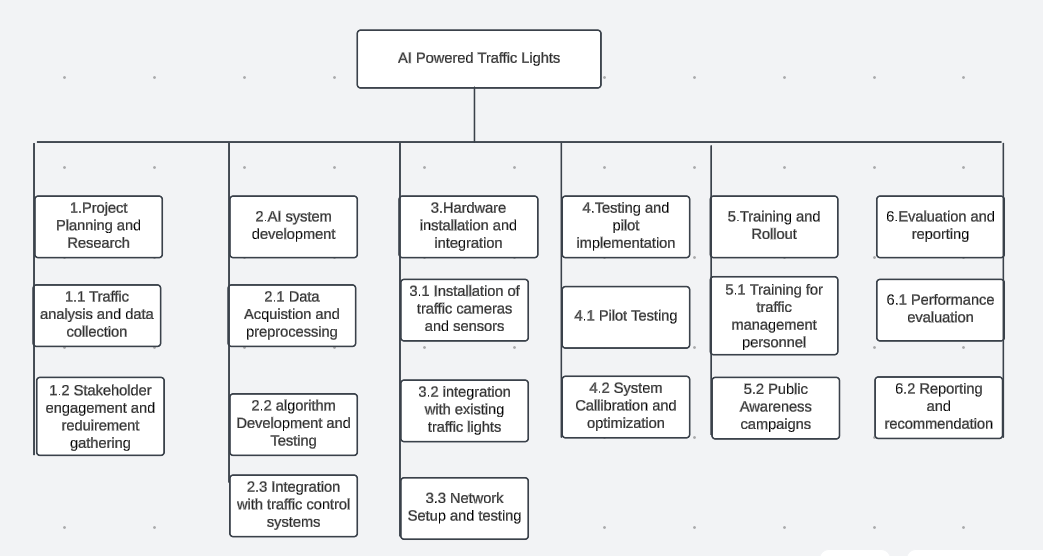 AI Powered Traffic Lights
1.Project
Planning and
Research
1.1 Traffic
analysis and data
collection
1.2 Stakeholder
engagement and
reduirement
gathering
2.AI system
development
2.1 Data
Acquistion and
preprocessing
2.2 algorithm
Development and
Testing
2.3 Integration
with traffic control
systems
3.Hardware
installation and
integration
3.1 Installation of
traffic cameras
and sensors
3.2 integration
with existing
traffic lights
3.3 Network
Setup and testing
4.Testing and
pilot
implementation
4.1 Pilot Testing
4.2 System
Callibration and
optimization
5.Training and
Rollout
5.1 Training for
traffic
management
personnel
5.2 Public
Awareness
campaigns
6.Evaluation and
reporting
6.1 Performance
evaluation
6.2 Reporting
and
recommendation